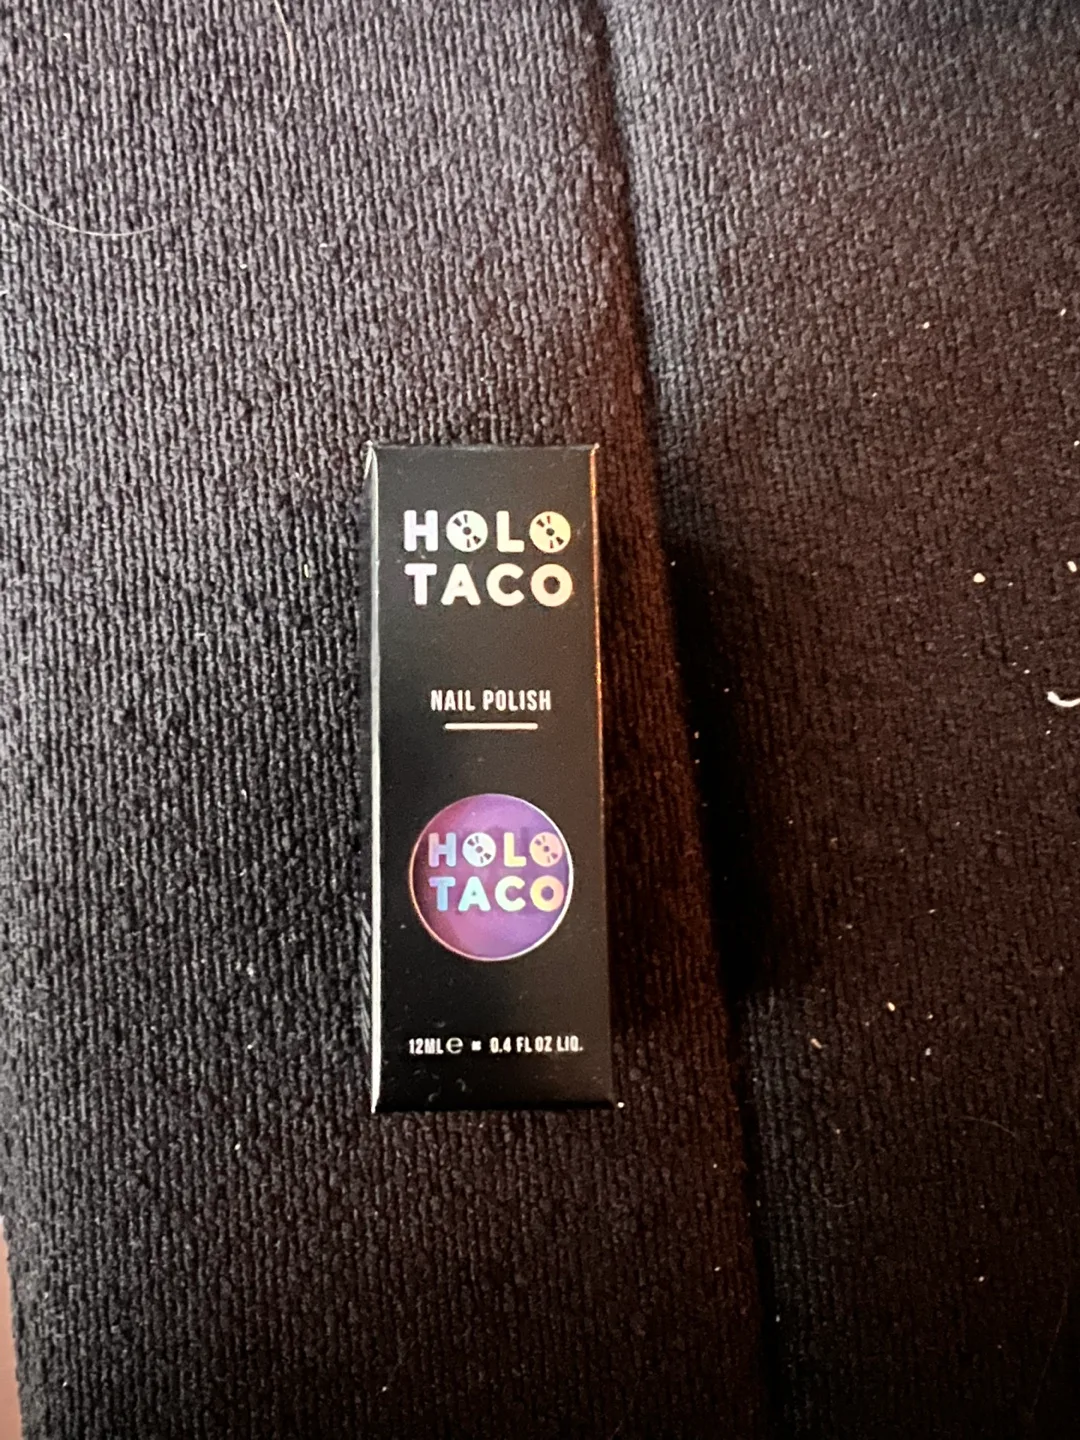 HOLO
TACO
NAIL POLISH
HOLO
TACO
12ML℮ = 0.4 FL OZ LIQ.